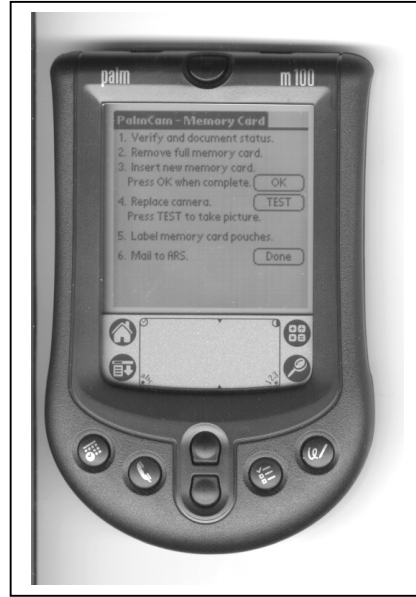 palm
m100
PalmCam - Memory Card
1. Verify and document status.
2. Remove full memory card.
3. Insert new memory card.
Press OK when complete. OK
4. Replace camera. TEST
Press TEST to take picture.
5. Label memory card pouches.
6. Mail to ARS. Done
abc
123